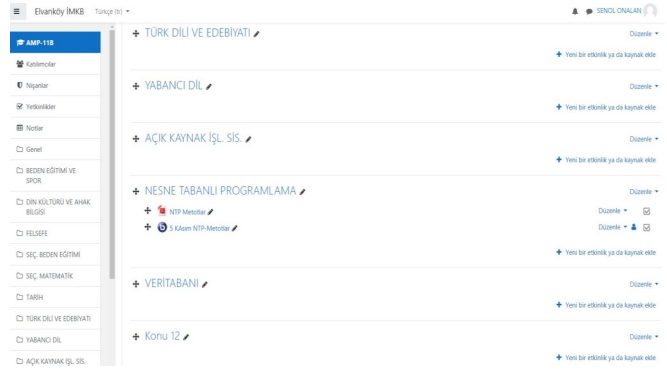 Elvanköy İMKB Türkçe (tr)
SENOL ONALAN
AMP-11B
Katılımcılar
Nişanlar
Yetkinlikler
Notlar
Genel
BEDEN EĞİTİMİ VE
SPOR
DİN KÜLTÜRÜ VE AHAK
BİLGİSİ
FELSEFE
SEÇ. BEDEN EĞİTİMİ
SEÇ. MATEMATİK
TARİH
TÜRK DİLİ VE EDEBİYATI
YABANCI DİL
AÇIK KAYNAK İŞL. SİS.
TÜRK DİLİ VE EDEBİYATI
Düzenle
Yeni bir etkinlik ya da kaynak ekle
YABANCI DİL
Düzenle
Yeni bir etkinlik ya da kaynak ekle
AÇIK KAYNAK İŞL. SİS.
Düzenle
Yeni bir etkinlik ya da kaynak ekle
NESNE TABANLI PROGRAMLAMA
Düzenle
NTP Metotlar
Düzenle
5 KAsım NTP-Metotlar
Düzenle
Yeni bir etkinlik ya da kaynak ekle
VERİTABANI
Düzenle
Yeni bir etkinlik ya da kaynak ekle
Konu 12
Düzenle
Yeni bir etkinlik ya da kaynak ekle